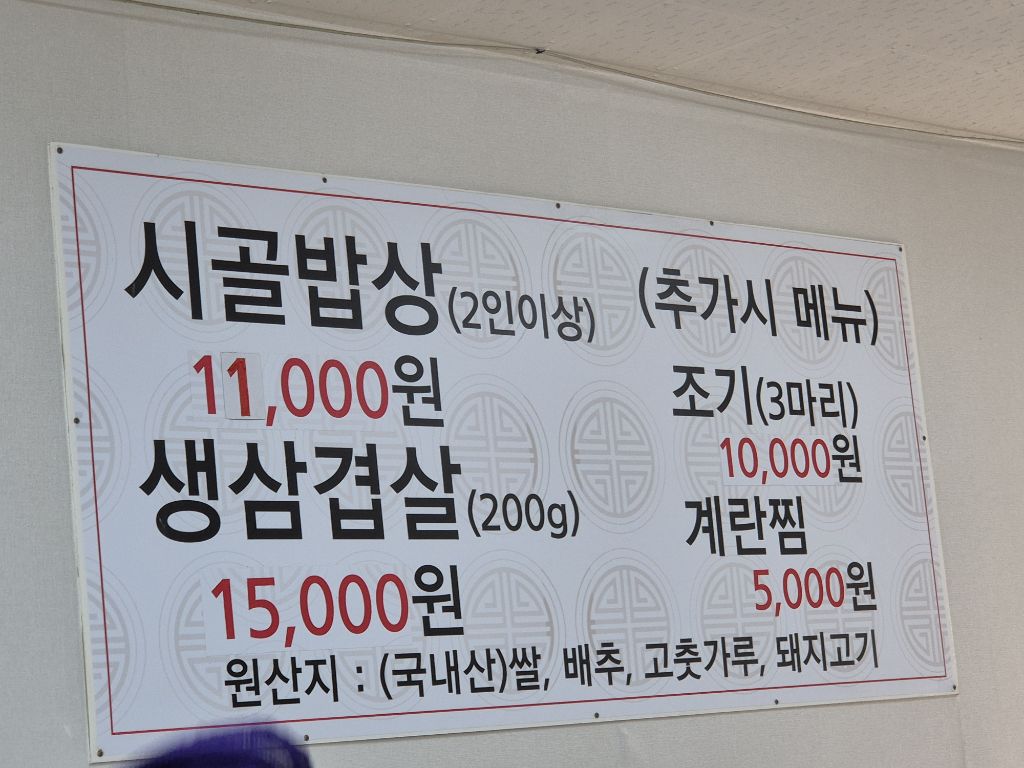 시골밥상(2인이상)
11,000원
생삼겹살(200g)
15,000원
(추가시 메뉴)
조기(3마리)
10,000원
계란찜
5,000원
원산지 : (국내산)쌀, 배추, 고춧가루, 돼지고기